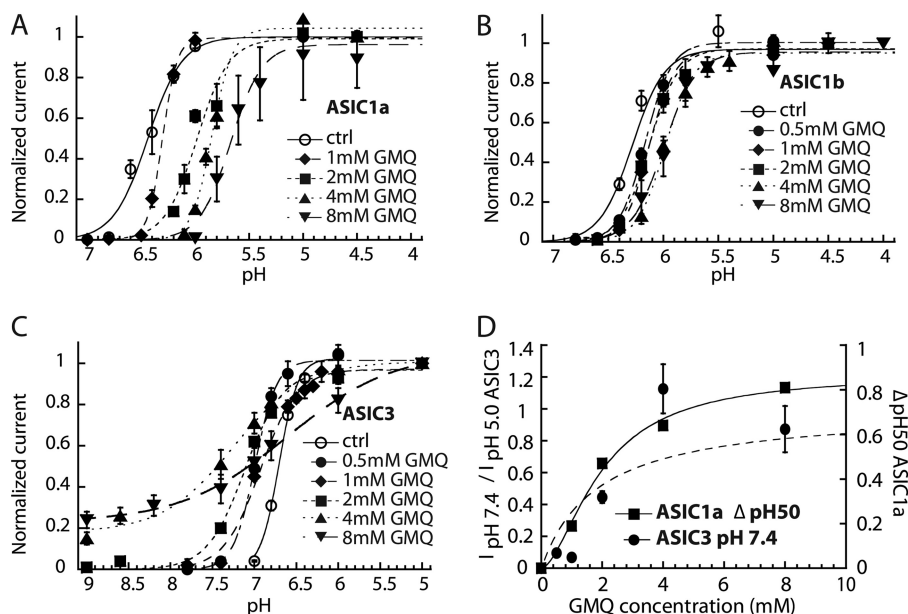 A
Normalized current
1
0.8
0.6
0.4
0.2
0
ASIC1a
ctrl
1mM GMQ
2mM GMQ
4mM GMQ
8mM GMQ
7 6.5 6 5.5 5 4.5 4
pH
B
Normalized current
1
0.8
0.6
0.4
0.2
0
ASIC1b
ctrl
0.5mM GMQ
1mM GMQ
2mM GMQ
4mM GMQ
8mM GMQ
7 6.5 6 5.5 5 4.5 4
pH
C
Normalized current
1
0.8
0.6
0.4
0.2
0
ASIC3
ctrl
0.5mM GMQ
1mM GMQ
2mM GMQ
4mM GMQ
8mM GMQ
9 8.5 8 7.5 7 6.5 6 5.5 5
pH
D
I pH 7.4 / I pH 5.0 ASIC3
1.4
1.2
1
0.8
0.6
0.4
0.2
0
ASIC1a Δ pH50
ASIC3 pH 7.4
1
0.8
0.6
0.4
0.2
0
Δ pH50 ASIC1a
0 2 4 6 8 10
GMQ concentration (mM)